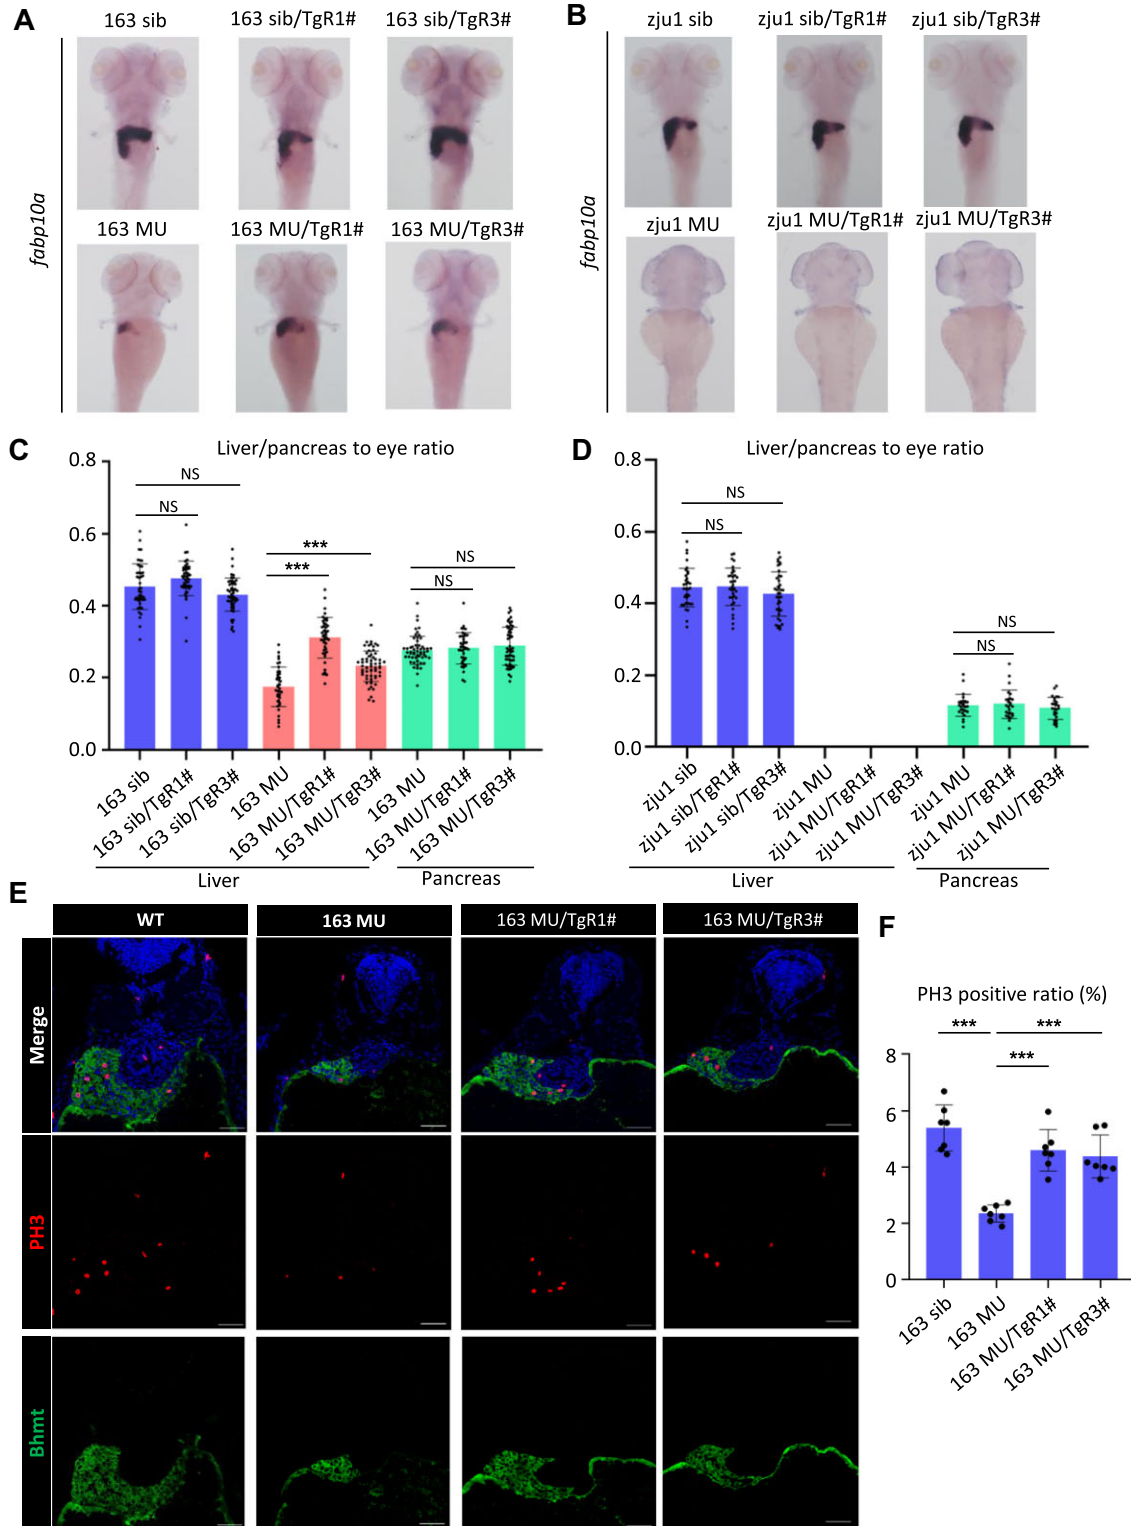 A
163 sib
163 sib/TgR1#
163 sib/TgR3#
fabp10a
163 MU
163 MU/TgR1#
163 MU/TgR3#
B
zju1 sib
zju1 sib/TgR1#
zju1 sib/TgR3#
fabp10a
zju1 MU
zju1 MU/TgR1#
zju1 MU/TgR3#
C
Liver/pancreas to eye ratio
0.8
0.6
0.4
0.2
0.0
NS
NS
***
***
NS
NS
163 sib
163 sib/TgR1#
163 sib/TgR3#
163 MU
163 MU/TgR1#
163 MU/TgR3#
163 MU
163 MU/TgR1#
163 MU/TgR3#
Liver
Pancreas
D
Liver/pancreas to eye ratio
0.8
0.6
0.4
0.2
0.0
NS
NS
NS
NS
zju1 sib
zju1 sib/TgR1#
zju1 sib/TgR3#
zju1 MU
zju1 MU/TgR1#
zju1 MU/TgR3#
zju1 MU
zju1 MU/TgR1#
zju1 MU/TgR3#
Liver
Pancreas
E
WT
163 MU
163 MU/TgR1#
163 MU/TgR3#
Merge
PH3
Bhmt
F
PH3 positive ratio (%)
***
***
***
8
6
4
2
0
163 sib
163 MU
163 MU/TgR1#
163 MU/TgR3#